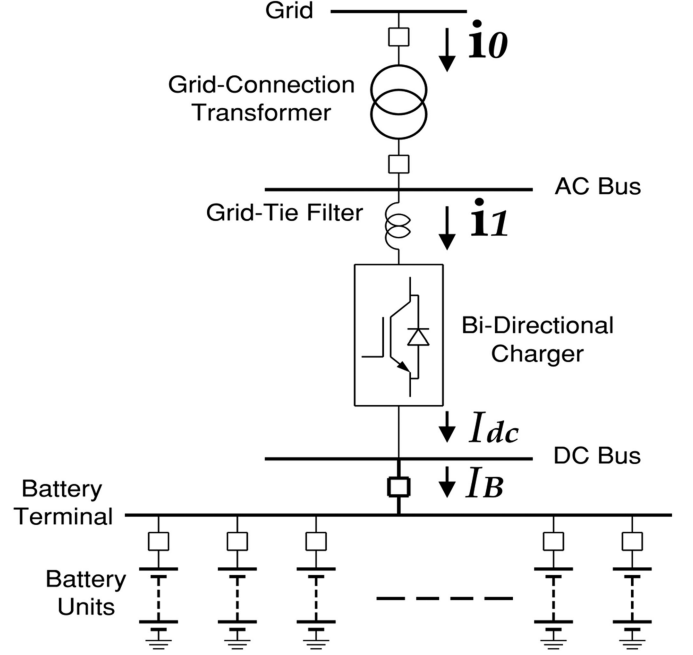 Grid
i0
Grid-Connection
Transformer
AC Bus
Grid-Tie Filter
i1
Bi-Directional
Charger
Idc
DC Bus
IB
Battery
Terminal
Battery
Units